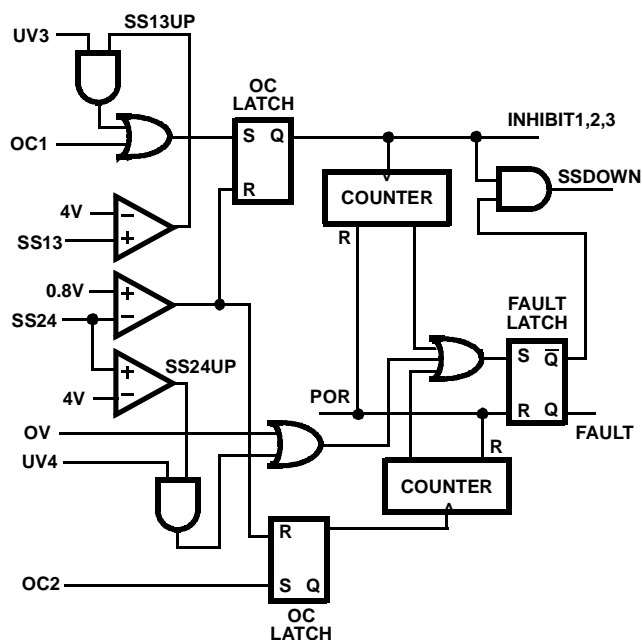 SS13UP
UV3
OC
LATCH
INHIBIT1,2,3
OC1
S Q
R
SSDOWN
COUNTER
R
4V
SS13
−
+
0.8V
SS24
+
−
FAULT
LATCH
S Q
R Q
SS24UP
+
−
4V
POR
FAULT
OV
UV4
R
COUNTER
R
S Q
OC2
OC
LATCH